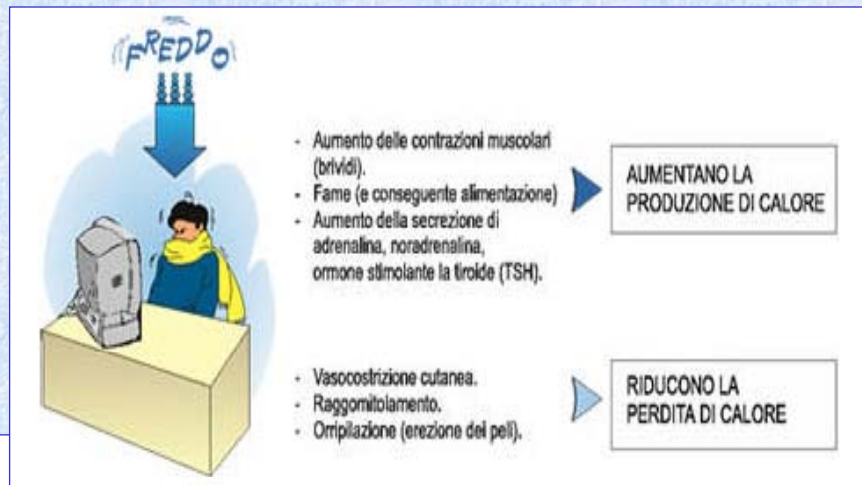 FREDDO
- Aumento delle contrazioni muscolari
(brividi).
- Fame (e conseguente alimentazione)
- Aumento della secrezione di
adrenalina, noradrenalina,
ormone stimolante la tiroide (TSH).
AUMENTANO LA
PRODUZIONE DI CALORE
- Vasocostrizione cutanea.
- Raggomitolamento.
- Orripilazione (erezione dei peli).
RIDUCONO LA
PERDITA DI CALORE